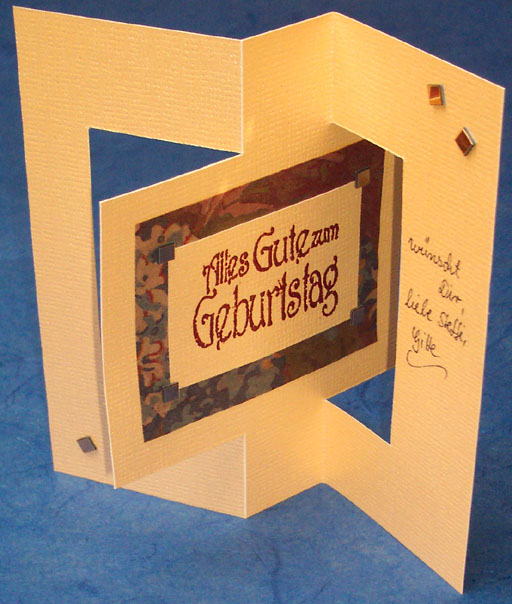 Alles Gute zum
Geburtstag
wünscht
Dir,
liebe Steffi,
Gitte